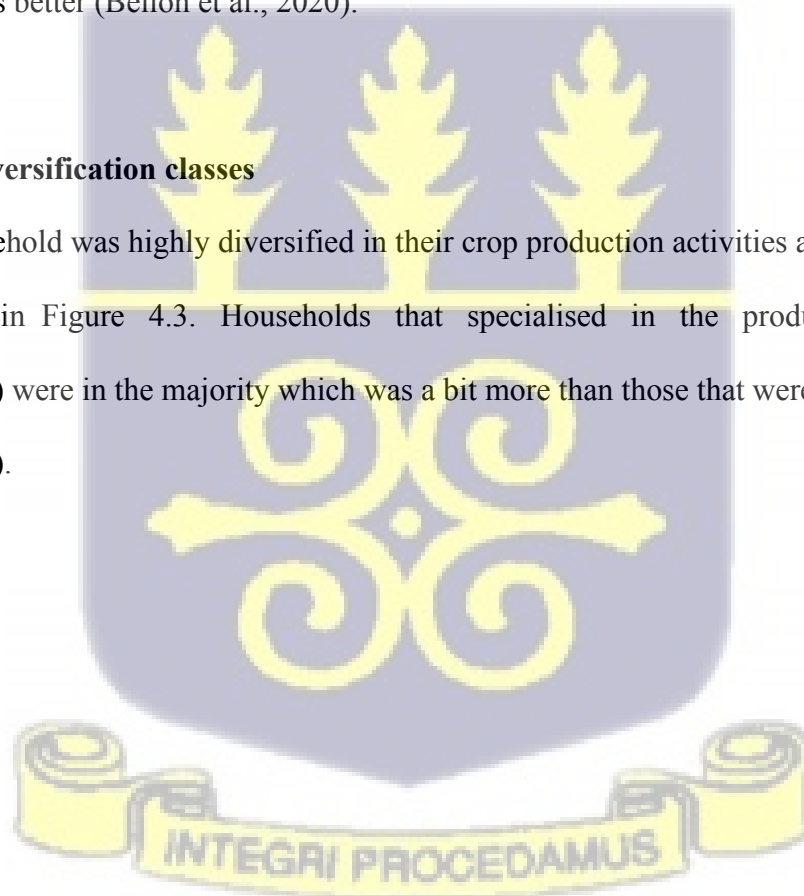 s better (Bellon et al., 2020).
versification classes
ehold was highly diversified in their crop production activities a
in Figure 4.3. Households that specialised in the produ
) were in the majority which was a bit more than those that were
).
INTEGRI PROCEDAMUS